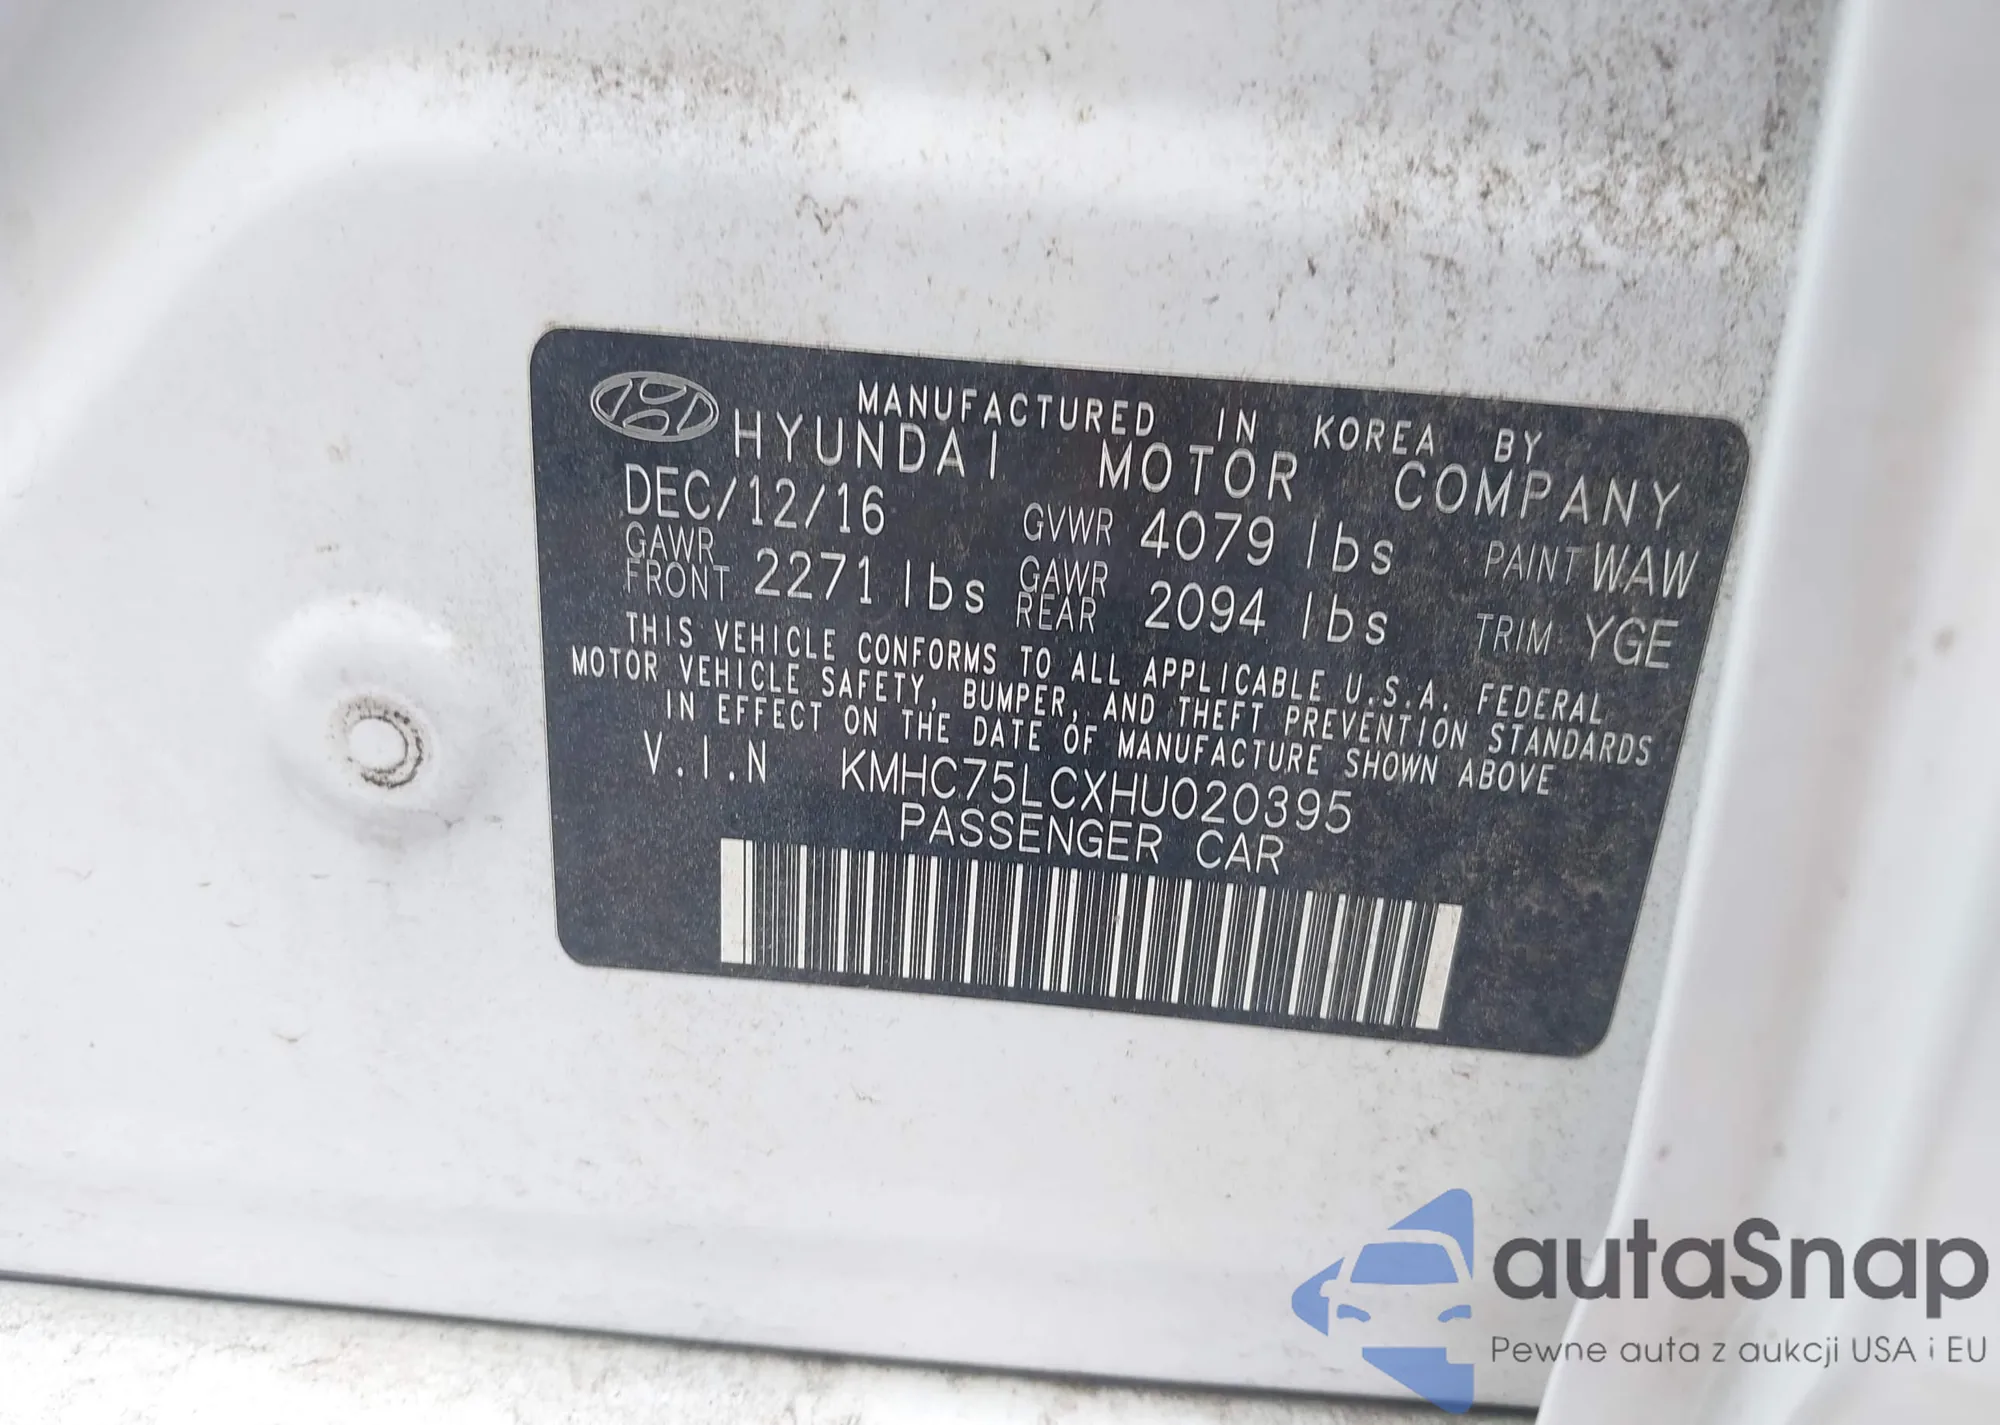 MANUFACTURED IN KOREA BY
HYUNDAI MOTOR COMPANY
DEC/12/16 GVWR 4079 lbs PAINT WAW
GAWR FRONT 2271 lbs GAWR REAR 2094 lbs TRIM YGE
THIS VEHICLE CONFORMS TO ALL APPLICABLE U.S.A. FEDERAL
MOTOR VEHICLE SAFETY, BUMPER, AND THEFT PREVENTION STANDARDS
IN EFFECT ON THE DATE OF MANUFACTURE SHOWN ABOVE
V.I.N KMHC75LCXHU020395
PASSENGER CAR
autaSnap
Pewne auta z aukcji USA i EU